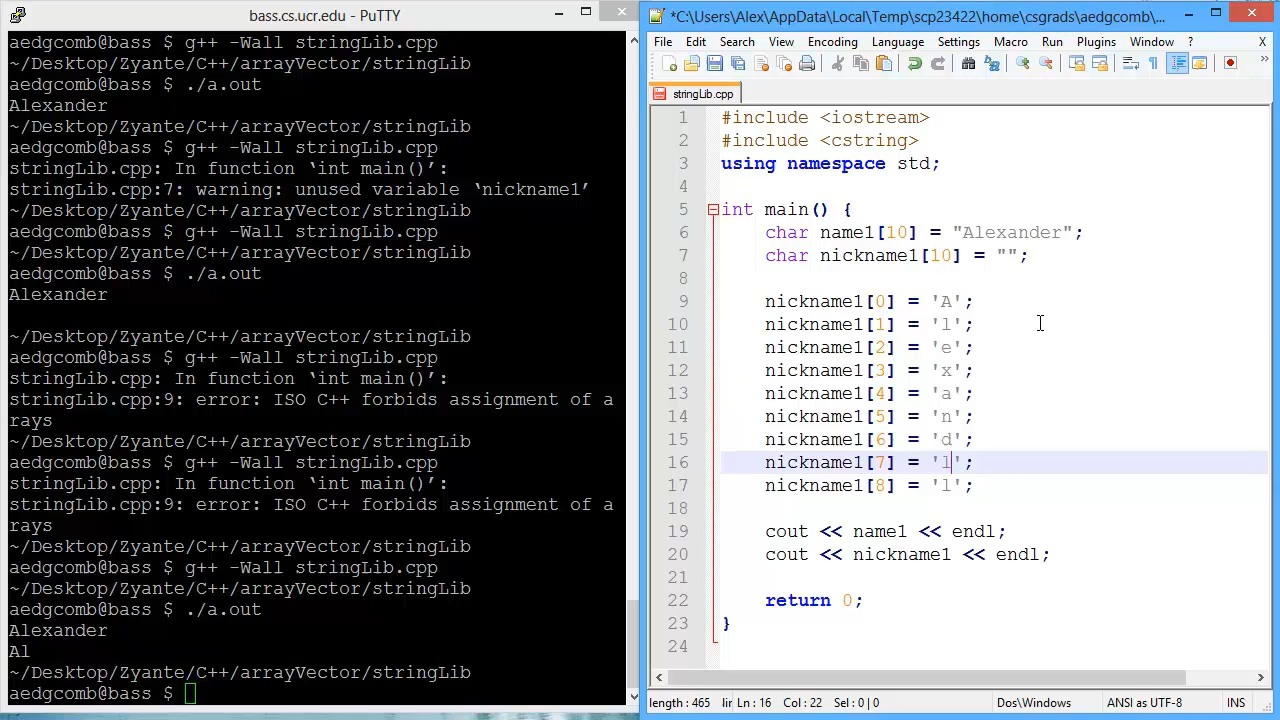 bass.cs.ucr.edu - PuTTY
aedgcomb@bass $ g++ -Wall stringLib.cpp
~/Desktop/Zyante/C++/arrayVector/stringLib
aedgcomb@bass $ ./a.out
Alexander
~/Desktop/Zyante/C++/arrayVector/stringLib
aedgcomb@bass $ g++ -Wall stringLib.cpp
stringLib.cpp: In function ‘int main()’:
stringLib.cpp:7: warning: unused variable ‘nickname1’
~/Desktop/Zyante/C++/arrayVector/stringLib
aedgcomb@bass $ g++ -Wall stringLib.cpp
~/Desktop/Zyante/C++/arrayVector/stringLib
aedgcomb@bass $ ./a.out
Alexander
~/Desktop/Zyante/C++/arrayVector/stringLib
aedgcomb@bass $ g++ -Wall stringLib.cpp
stringLib.cpp: In function ‘int main()’:
stringLib.cpp:9: error: ISO C++ forbids assignment of a
rays
~/Desktop/Zyante/C++/arrayVector/stringLib
aedgcomb@bass $ g++ -Wall stringLib.cpp
stringLib.cpp: In function ‘int main()’:
stringLib.cpp:9: error: ISO C++ forbids assignment of a
rays
~/Desktop/Zyante/C++/arrayVector/stringLib
aedgcomb@bass $ g++ -Wall stringLib.cpp
~/Desktop/Zyante/C++/arrayVector/stringLib
aedgcomb@bass $ ./a.out
Alexander
Al
~/Desktop/Zyante/C++/arrayVector/stringLib
aedgcomb@bass $
*C:\Users\Alex\AppData\Local\Temp\scp23422\home\csgrads\aedgcomb\...
File Edit Search View Encoding Language Settings Macro Run Plugins Window ? X
stringLib.cpp
1 #include <iostream>
2 #include <cstring>
3 using namespace std;
4
5 int main() {
6 char name1[10] = "Alexander";
7 char nickname1[10] = "";
8
9 nickname1[0] = 'A';
10 nickname1[1] = 'l';
11 nickname1[2] = 'e';
12 nickname1[3] = 'x';
13 nickname1[4] = 'a';
14 nickname1[5] = 'n';
15 nickname1[6] = 'd';
16 nickname1[7] = 'l';
17 nickname1[8] = 'l';
18
19 cout << name1 << endl;
20 cout << nickname1 << endl;
21
22 return 0;
23 }
24
length : 465 lir Ln : 16 Col : 22 Sel : 0 | 0 Dos\Windows ANSI as UTF-8 INS